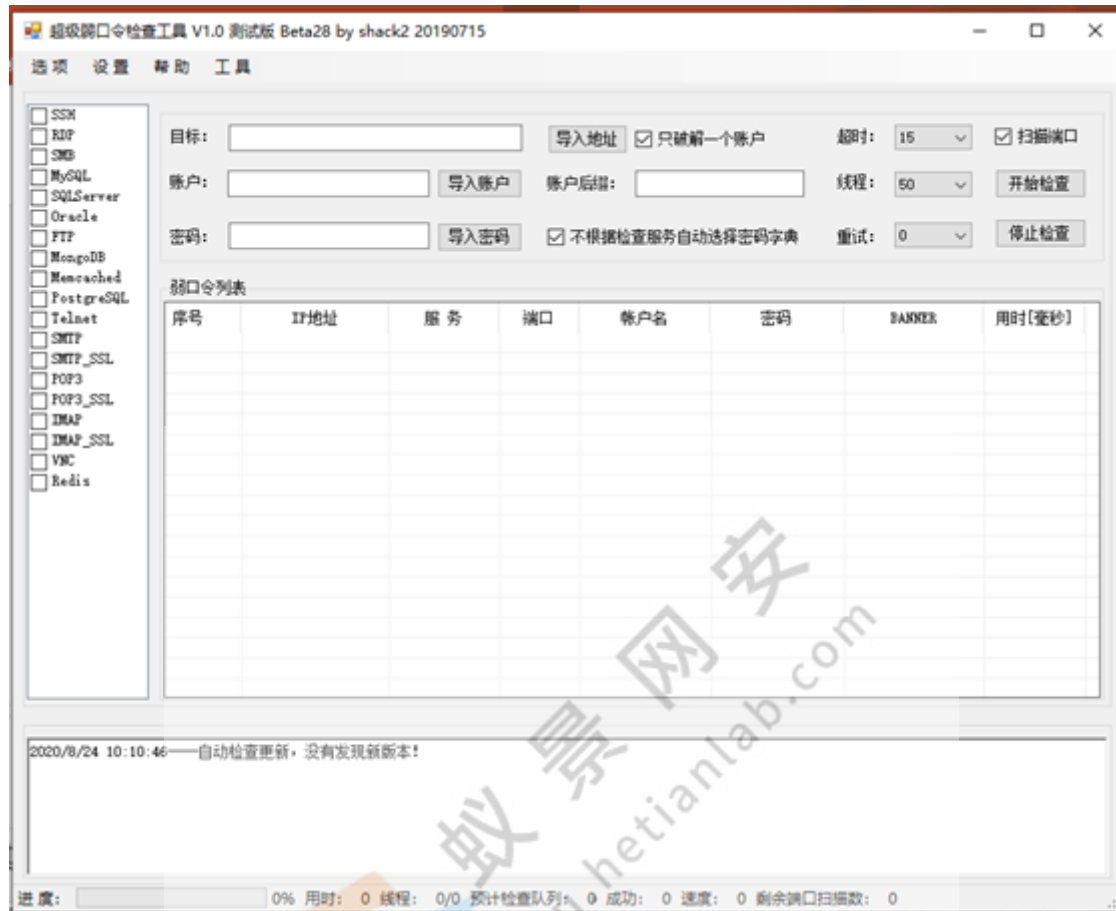 超级弱口令检查工具 V1.0 测试版 Beta28 by shack2 20190715
选项 设置 帮助 工具
SSH
RDP
SMB
MySQL
SQLServer
Oracle
FTP
MongoDB
Memcached
PostgreSQL
Telnet
SMTP
SMTP_SSL
POP3
POP3_SSL
IMAP
IMAP_SSL
VNC
Redis
目标： 导入地址 只破解一个账户 超时： 15 扫描端口
账户： 导入账户 账户后缀： 线程： 50 开始检查
密码： 导入密码 不根据检查服务自动选择密码字典 重试： 0 停止检查
弱口令列表
序号 IP地址 服务 端口 帐户名 密码 BANNER 用时[毫秒]
2020/8/24 10:10:46——自动检查更新，没有发现新版本！
进度： 0% 用时： 0 线程： 0/0 预计检查队列： 0 成功： 0 速度： 0 剩余端口扫描数： 0
蚁景网安
hetianlab.com